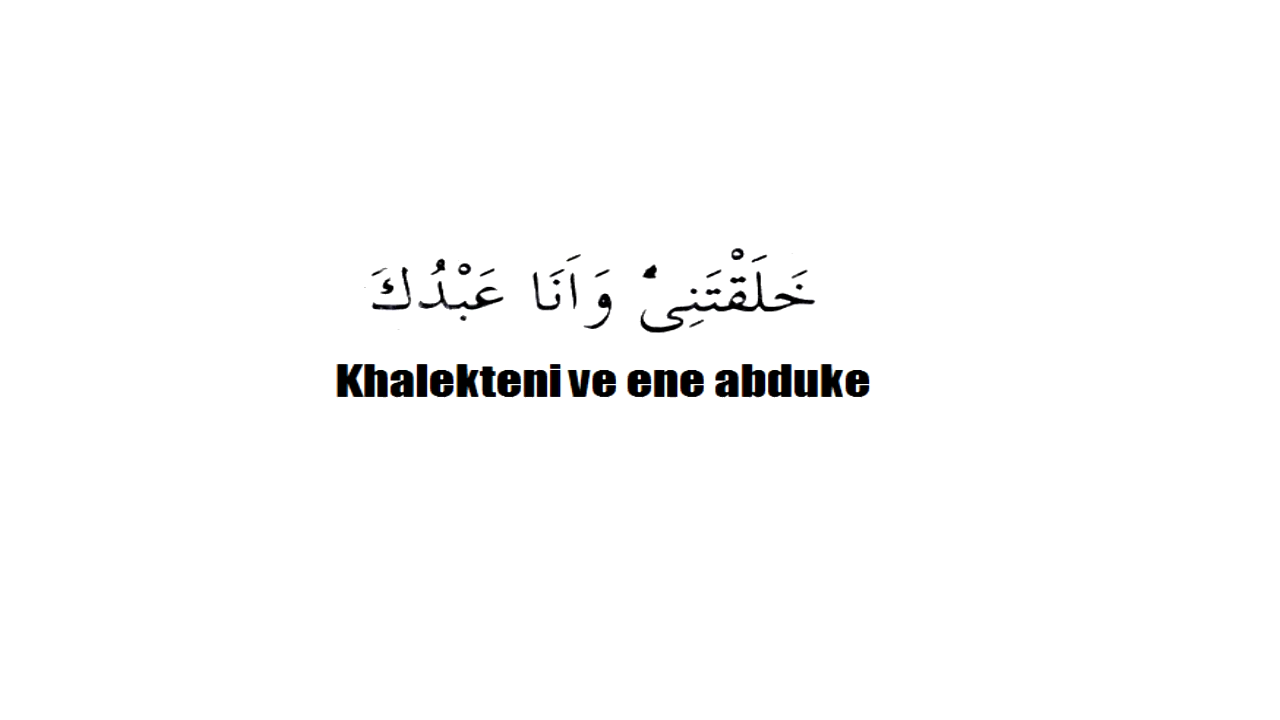 خَلَقْتَنِى وَاَنَا عَبْدُكَ
Khalekteni ve ene abduke